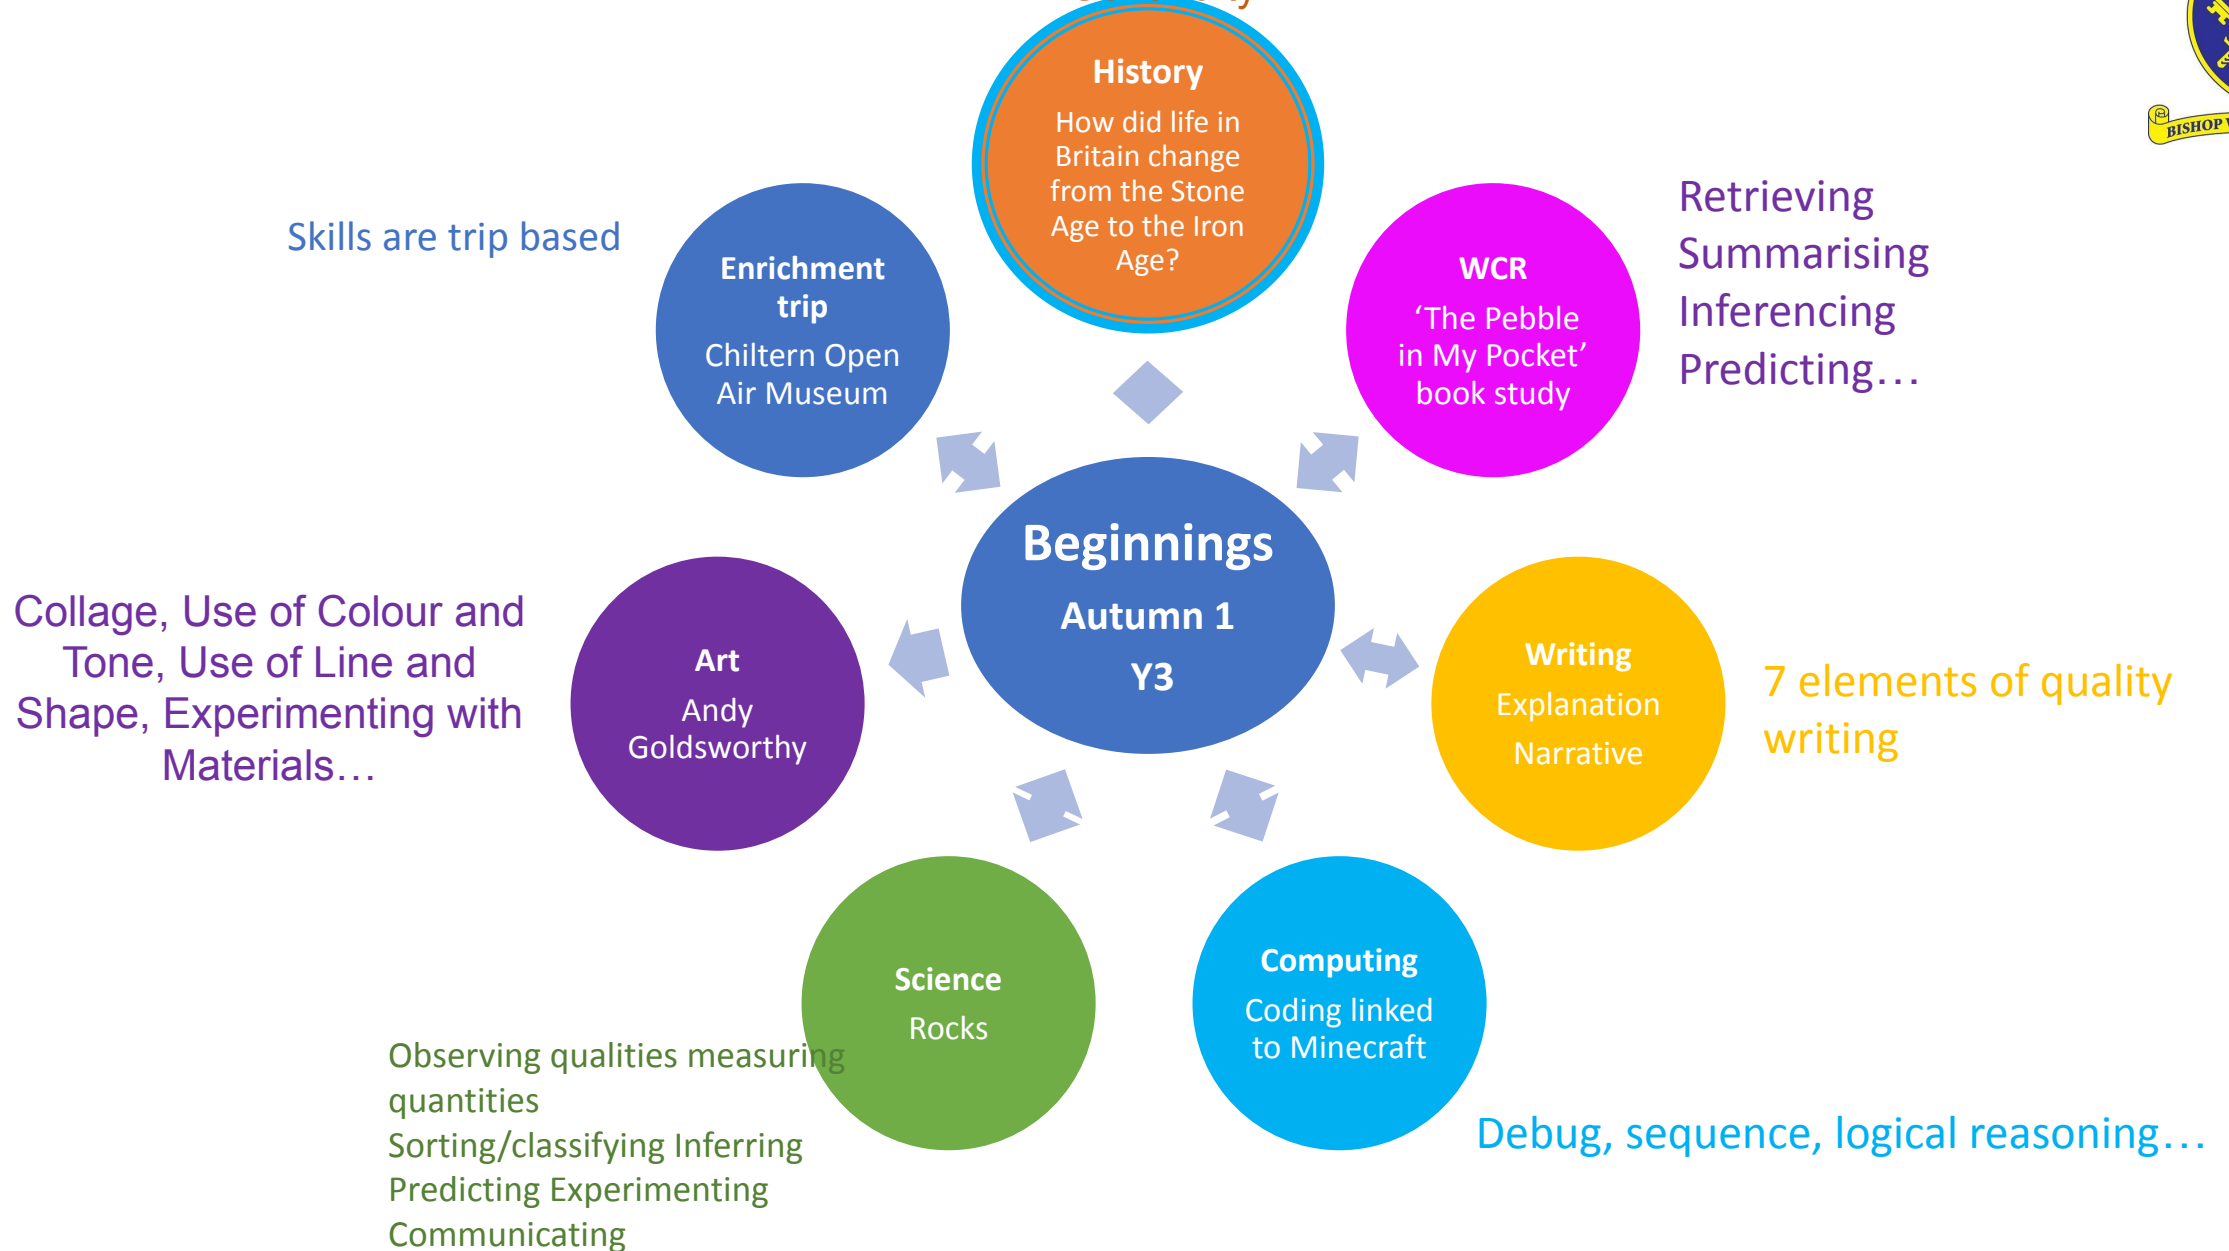 History
How did life in
Britain change
from the Stone
Age to the Iron
Age?
BISHOP
Skills are trip based
Enrichment
trip
Chiltern Open
Air Museum
WCR
‘The Pebble
in My Pocket’
book study
Retrieving
Summarising
Inferencing
Predicting…
Beginnings
Autumn 1
Y3
Collage, Use of Colour and
Tone, Use of Line and
Shape, Experimenting with
Materials…
Art
Andy
Goldsworthy
Writing
Explanation
Narrative
7 elements of quality
writing
Science
Rocks
Observing qualities measuring
quantities
Sorting/classifying Inferring
Predicting Experimenting
Communicating
Computing
Coding linked
to Minecraft
Debug, sequence, logical reasoning…